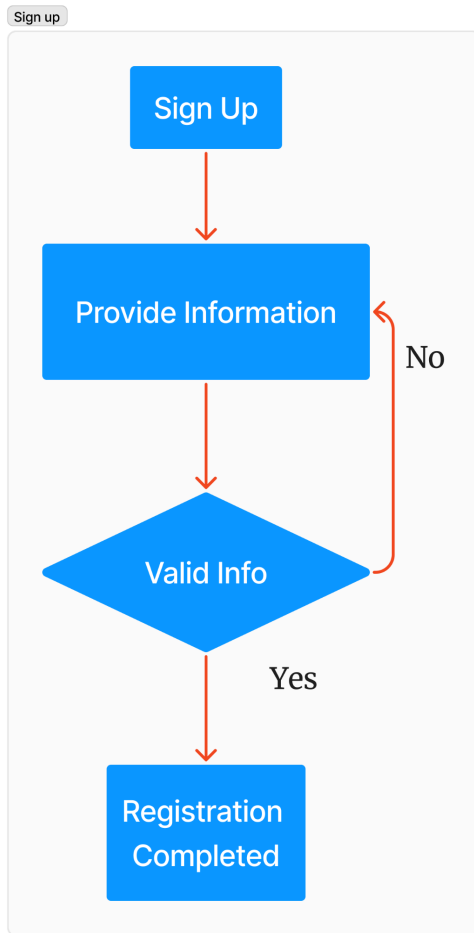 Sign up
Sign Up
Provide Information
No
Valid Info
Yes
Registration
Completed